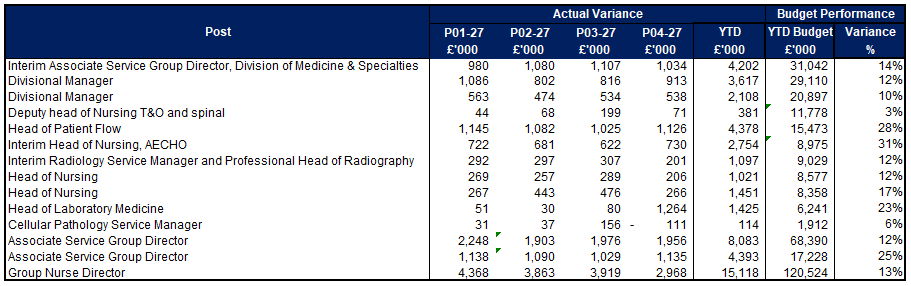 Actual Variance Budget Performance
Post P01-27 P02-27 P03-27 P04-27 YTD YTD Budget Variance
£'000 £'000 £'000 £'000 £'000 £'000 %
Interim Associate Service Group Director, Division of Medicine & Specialties 980 1,080 1,107 1,034 4,202 31,042 14%
Divisional Manager 1,086 802 816 913 3,617 29,110 12%
Divisional Manager 563 474 534 538 2,108 20,897 10%
Deputy head of Nursing T&O and spinal 44 68 199 71 381 11,778 3%
Head of Patient Flow 1,145 1,082 1,025 1,126 4,378 15,473 28%
Interim Head of Nursing, AECHO 722 681 622 730 2,754 8,975 31%
Interim Radiology Service Manager and Professional Head of Radiography 292 297 307 201 1,097 9,029 12%
Head of Nursing 269 257 289 206 1,021 8,577 12%
Head of Nursing 267 443 476 266 1,451 8,358 17%
Head of Laboratory Medicine 51 30 80 1,264 1,425 6,241 23%
Cellular Pathology Service Manager 31 37 156 - 111 114 1,912 6%
Associate Service Group Director 2,248 1,903 1,976 1,956 8,083 68,390 12%
Associate Service Group Director 1,138 1,090 1,029 1,135 4,393 17,228 25%
Group Nurse Director 4,368 3,863 3,919 2,968 15,118 120,524 13%